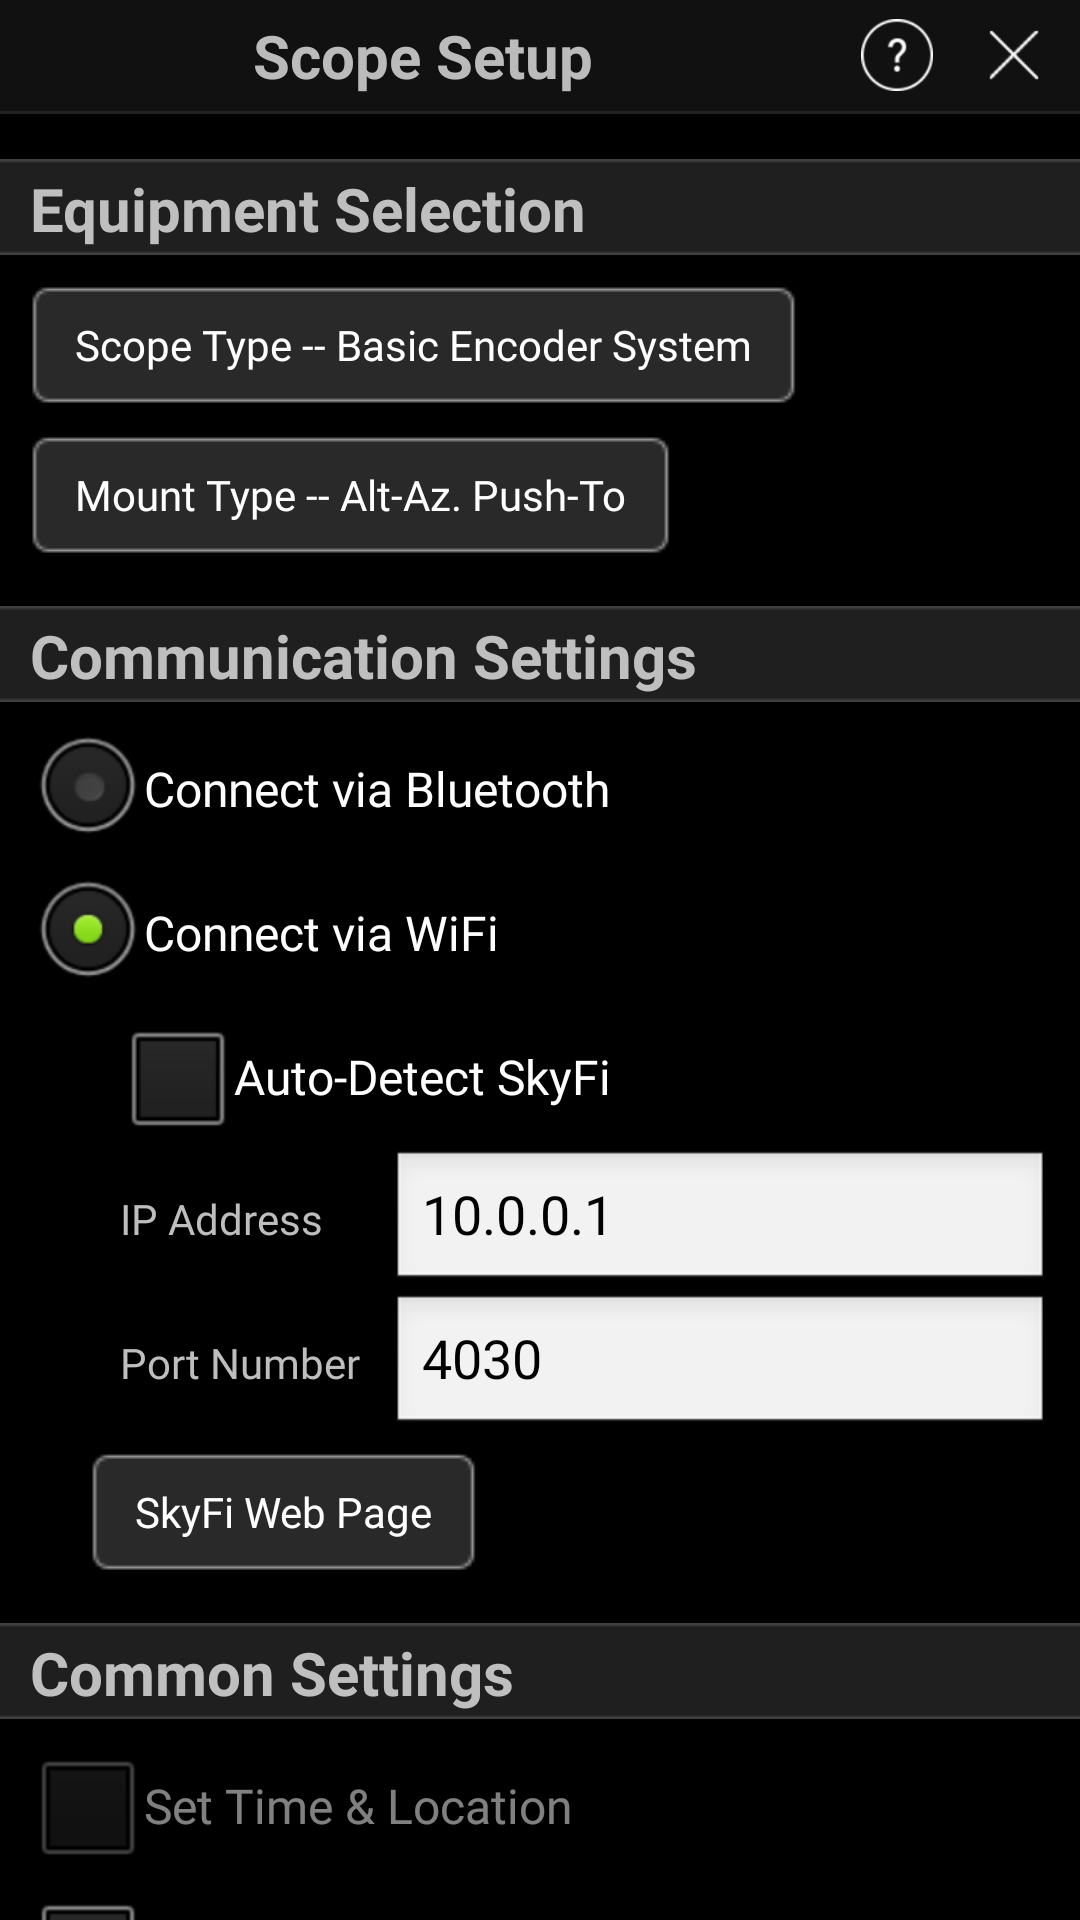 Scope Setup
?
Equipment Selection
Scope Type -- Basic Encoder System
Mount Type -- Alt-Az. Push-To
Communication Settings
Connect via Bluetooth
Connect via WiFi
Auto-Detect SkyFi
IP Address 10.0.0.1
Port Number 4030
SkyFi Web Page
Common Settings
Set Time & Location